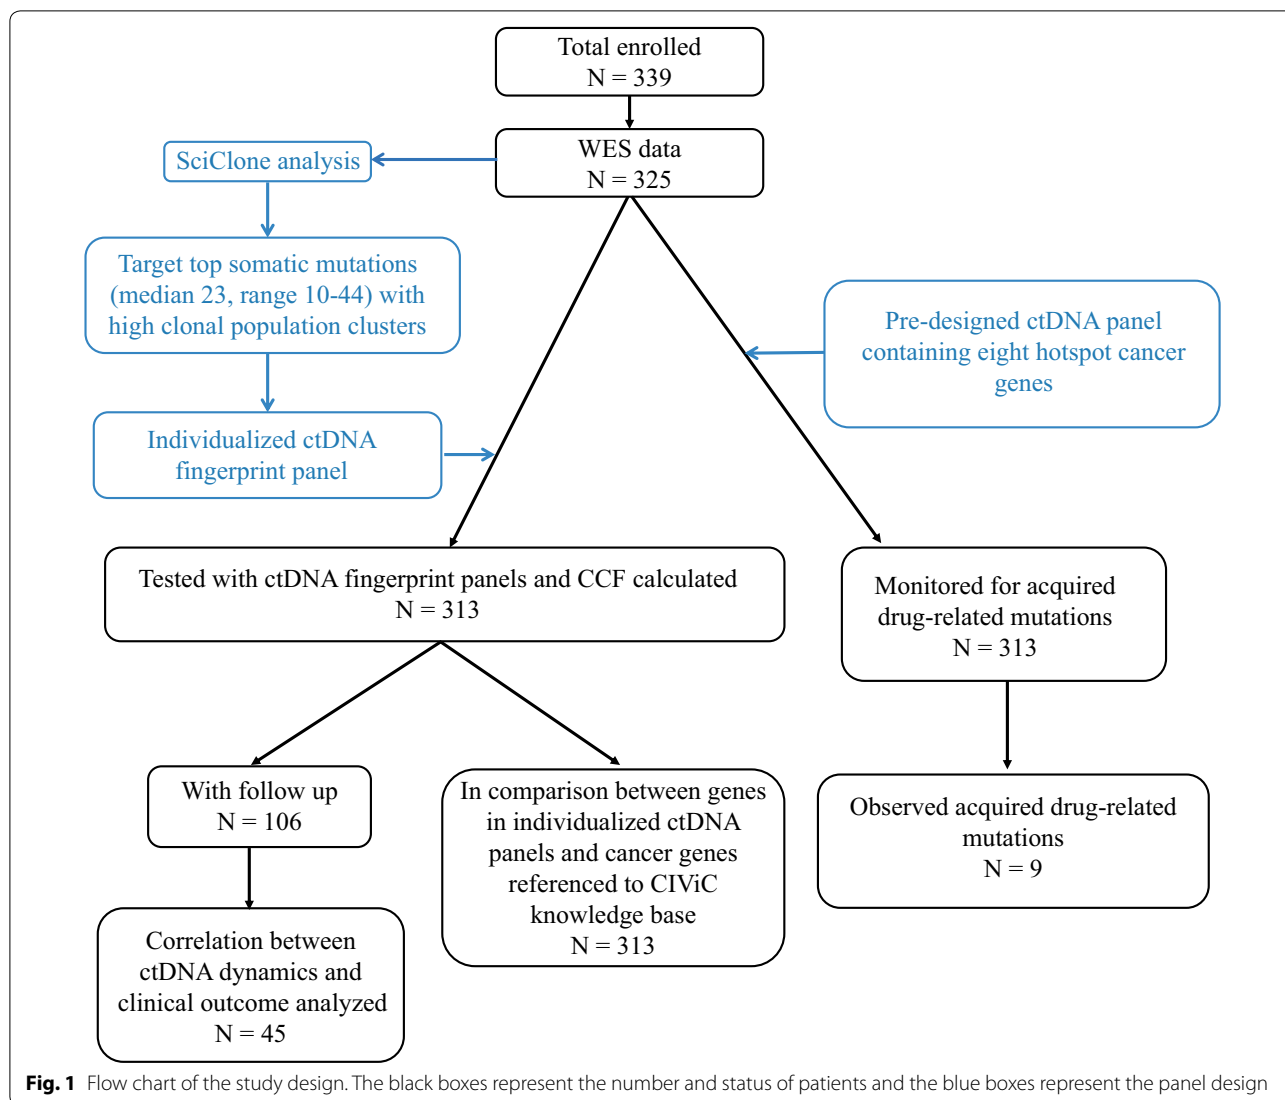 Total enrolled
N = 339
WES data
N = 325
SciClone analysis
Target top somatic mutations
(median 23, range 10-44) with
high clonal population clusters
Pre-designed ctDNA panel
containing eight hotspot cancer
genes
Individualized ctDNA
fingerprint panel
Tested with ctDNA fingerprint panels and CCF calculated
N = 313
Monitored for acquired
drug-related mutations
N = 313
With follow up
N = 106
In comparison between genes
in individualized ctDNA
panels and cancer genes
referenced to CIViC
knowledge base
N = 313
Observed acquired drug-related
mutations
N = 9
Correlation between
ctDNA dynamics and
clinical outcome analyzed
N = 45
Fig. 1 Flow chart of the study design. The black boxes represent the number and status of patients and the blue boxes represent the panel design